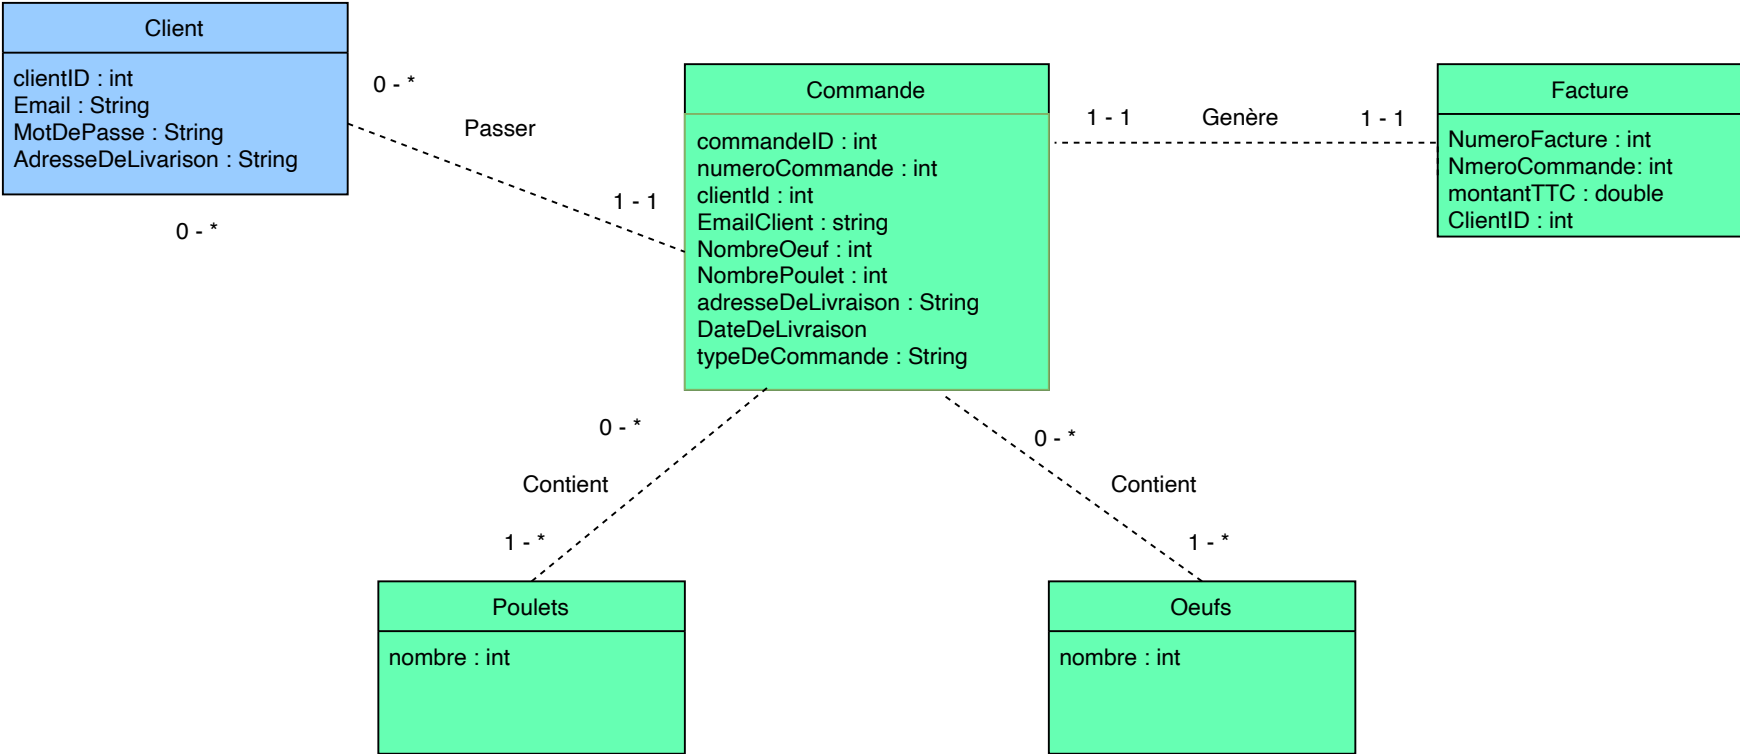 Client
clientID : int
Email : String
MotDePasse : String
AdresseDeLivarison : String
0 - *
0 - *
Passer
1 - 1
Commande
commandeID : int
numeroCommande : int
clientId : int
EmailClient : string
NombreOeuf : int
NombrePoulet : int
adresseDeLivraison : String
DateDeLivraison
typeDeCommande : String
1 - 1
Genère
1 - 1
Facture
NumeroFacture : int
NmeroCommande: int
montantTTC : double
ClientID : int
0 - *
Contient
1 - *
0 - *
Contient
1 - *
Poulets
nombre : int
Oeufs
nombre : int